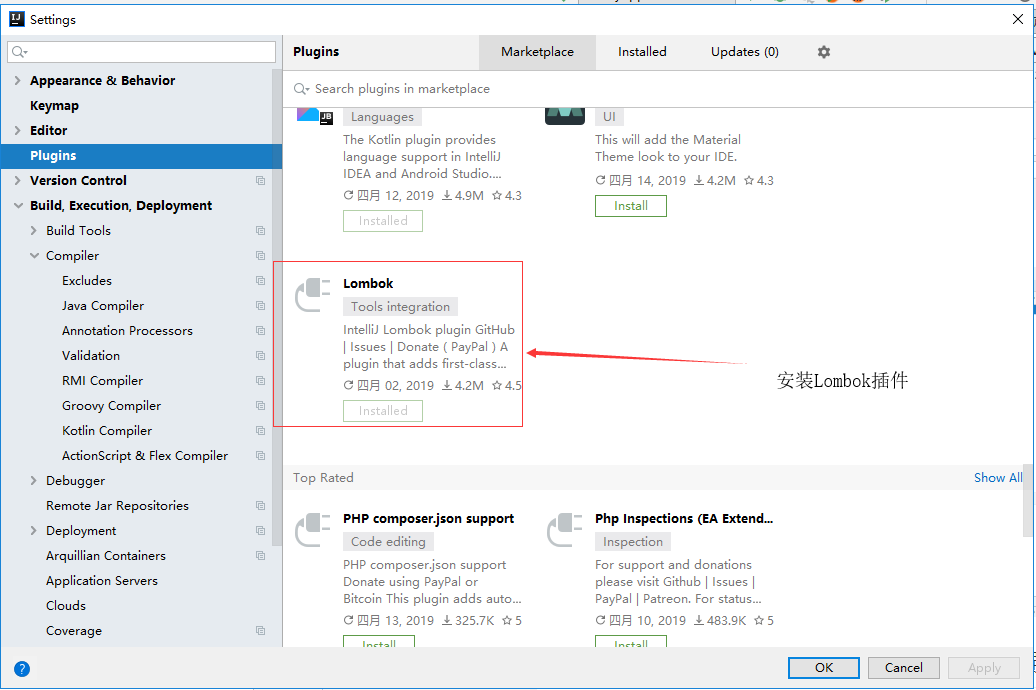 Settings
Appearance & Behavior
Keymap
Editor
Plugins
Version Control
Build, Execution, Deployment
Build Tools
Compiler
Excludes
Java Compiler
Annotation Processors
Validation
RMI Compiler
Groovy Compiler
Kotlin Compiler
ActionScript & Flex Compiler
Debugger
Remote Jar Repositories
Deployment
Arquillian Containers
Application Servers
Clouds
Coverage
Plugins
Marketplace
Installed
Updates (0)
Search plugins in marketplace
JB
Languages
The Kotlin plugin provides
language support in IntelliJ
IDEA and Android Studio....
四月 12, 2019 4.9M 4.3
Installed
UI
This will add the Material
Theme look to your IDE.
四月 14, 2019 4.2M 4.3
Install
Lombok
Tools integration
IntelliJ Lombok plugin GitHub
| Issues | Donate ( PayPal ) A
plugin that adds first-class...
四月 02, 2019 4.2M 4.5
Installed
安装Lombok插件
Top Rated
Show All
PHP composer.json support
Code editing
PHP composer.json support
Donate using PayPal or
Bitcoin This plugin adds auto...
四月 13, 2019 325.7K 5
Install
Php Inspections (EA Extend...
Inspection
For support and donations
please visit Github | Issues |
PayPal | Patreon. For status...
四月 10, 2019 483.9K 5
Install
?
OK
Cancel
Apply